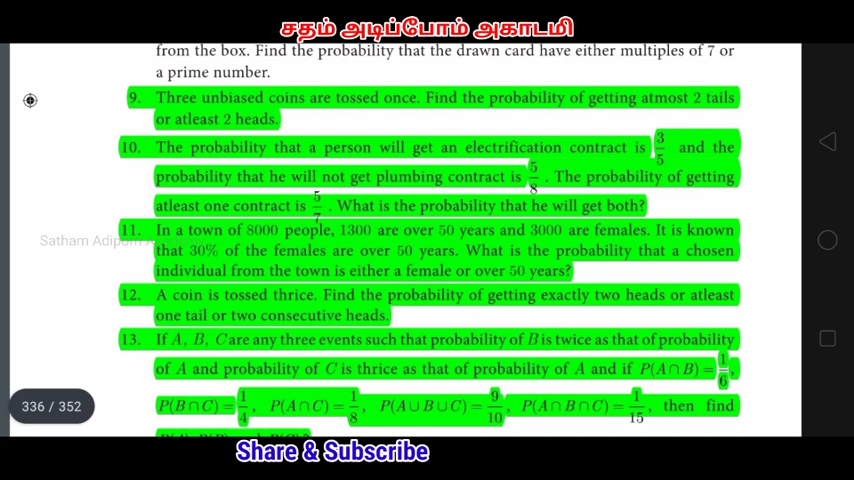 சதம் அடிப்போம் அகாடமி
from the box. Find the probability that the drawn card have either multiples of 7 or
a prime number.
9. Three unbiased coins are tossed once. Find the probability of getting atmost 2 tails
or atleast 2 heads.
10. The probability that a person will get an electrification contract is 3/5 and the
probability that he will not get plumbing contract is 5/8 . The probability of getting
atleast one contract is 5/7 . What is the probability that he will get both?
11. In a town of 8000 people, 1300 are over 50 years and 3000 are females. It is known
that 30% of the females are over 50 years. What is the probability that a chosen
individual from the town is either a female or over 50 years?
12. A coin is tossed thrice. Find the probability of getting exactly two heads or atleast
one tail or two consecutive heads.
13. If A, B, C are any three events such that probability of B is twice as that of probability
of A and probability of C is thrice as that of probability of A and if P(A∩B) = 1/6,
P(B∩C) = 1/4, P(A∩C) = 1/8, P(A∪B∪C) = 9/10, P(A∩B∩C) = 1/15, then find
Satham Adipom
336 / 352
Share & Subscribe